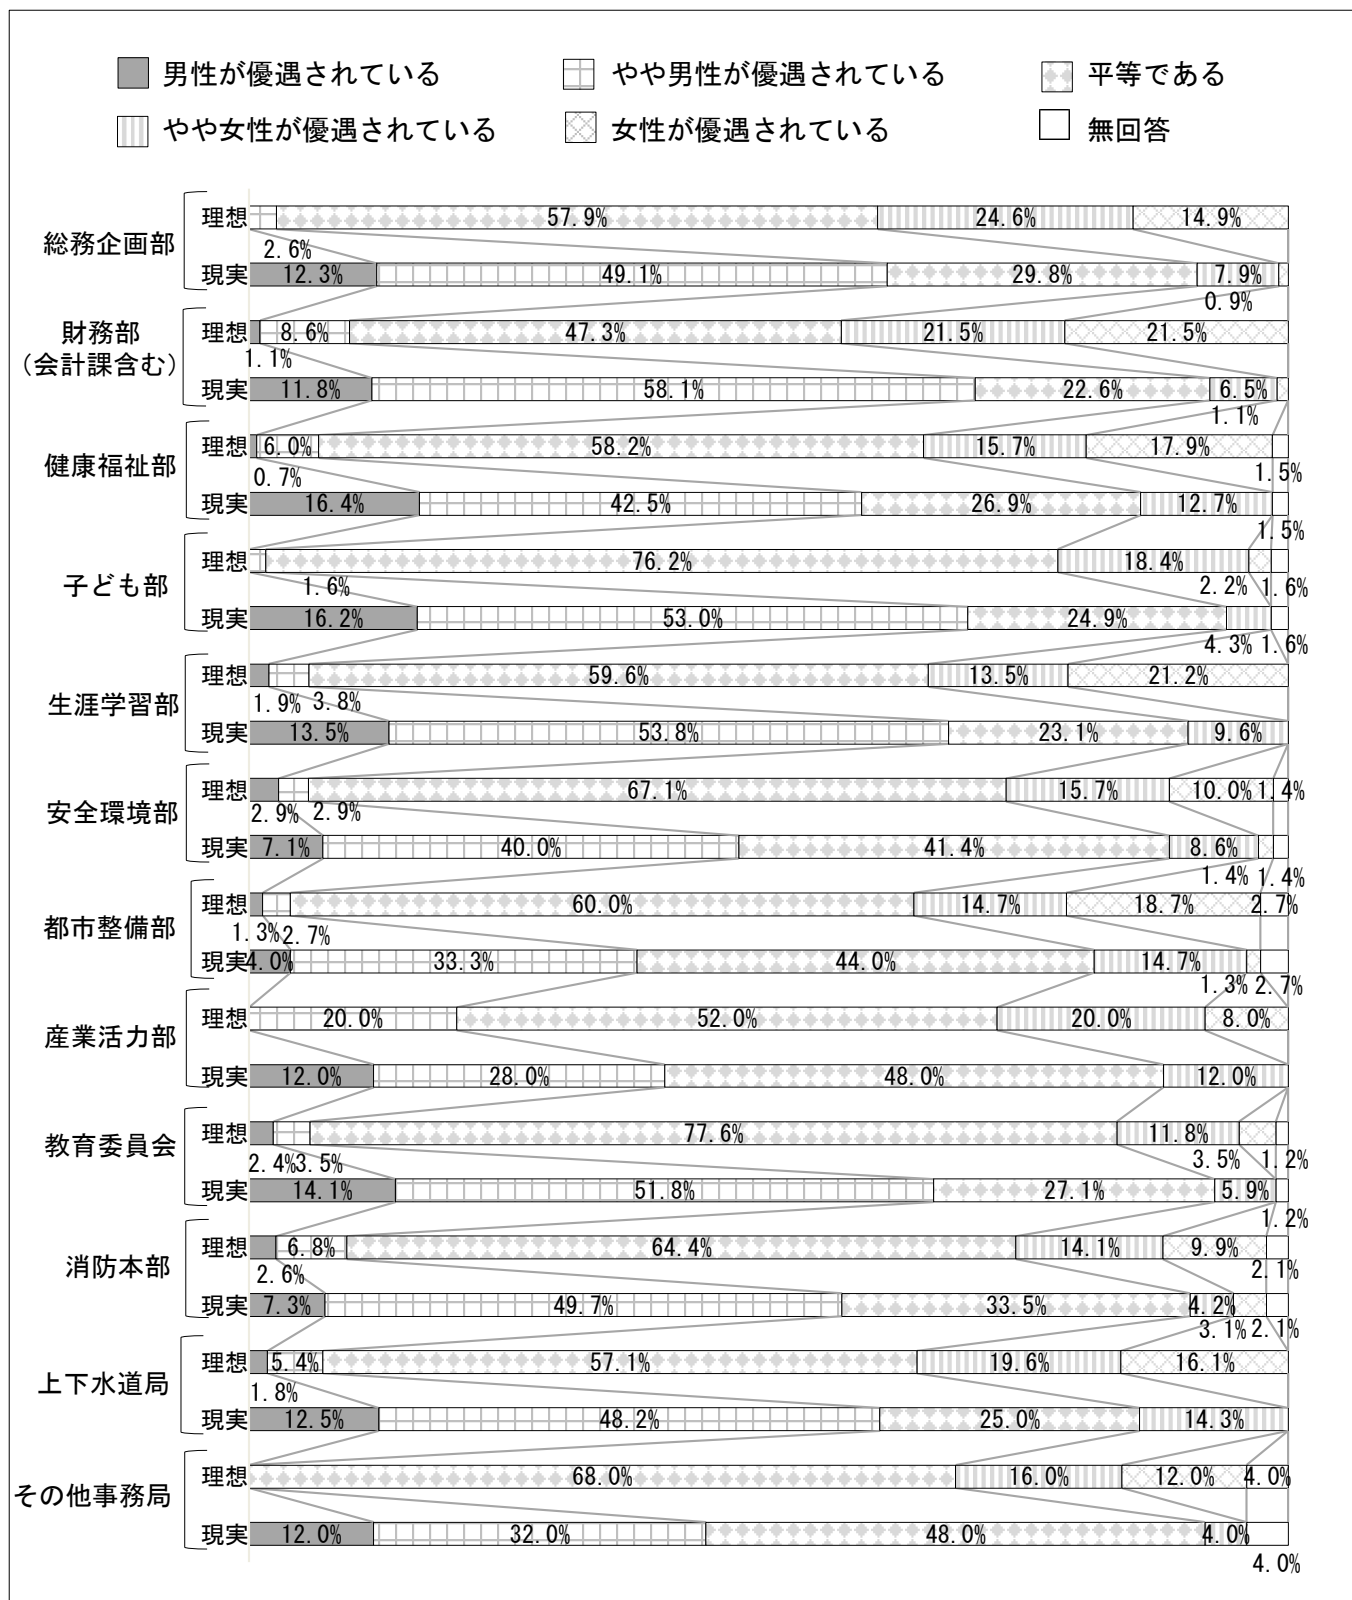 男性が優遇されている やや男性が優遇されている 平等である
やや女性が優遇されている 女性が優遇されている 無回答
総務企画部
理想 57.9% 24.6% 14.9%
2.6%
現実 12.3% 49.1% 29.8% 7.9%
0.9%
財務部
（会計課含む）
理想 8.6% 47.3% 21.5% 21.5%
1.1%
現実 11.8% 58.1% 22.6% 6.5%
1.1%
健康福祉部
理想 6.0% 58.2% 15.7% 17.9%
0.7% 1.5%
現実 16.4% 42.5% 26.9% 12.7%
1.5%
子ども部
理想 76.2% 18.4%
1.6% 2.2% 1.6%
現実 16.2% 53.0% 24.9%
4.3% 1.6%
生涯学習部
理想 59.6% 13.5% 21.2%
1.9% 3.8%
現実 13.5% 53.8% 23.1% 9.6%
安全環境部
理想 67.1% 15.7% 10.0% 1.4%
2.9% 2.9%
現実 7.1% 40.0% 41.4% 8.6%
1.4% 1.4%
都市整備部
理想 60.0% 14.7% 18.7% 2.7%
1.3% 2.7%
現実 4.0% 33.3% 44.0% 14.7%
1.3% 2.7%
産業活力部
理想 20.0% 52.0% 20.0% 8.0%
現実 12.0% 28.0% 48.0% 12.0%
教育委員会
理想 77.6% 11.8%
2.4% 3.5% 3.5% 1.2%
現実 14.1% 51.8% 27.1% 5.9%
1.2%
消防本部
理想 6.8% 64.4% 14.1% 9.9%
2.6% 2.1%
現実 7.3% 49.7% 33.5% 4.2%
3.1% 2.1%
上下水道局
理想 5.4% 57.1% 19.6% 16.1%
1.8%
現実 12.5% 48.2% 25.0% 14.3%
その他事務局
理想 68.0% 16.0% 12.0% 4.0%
現実 12.0% 32.0% 48.0% 4.0%
4.0%